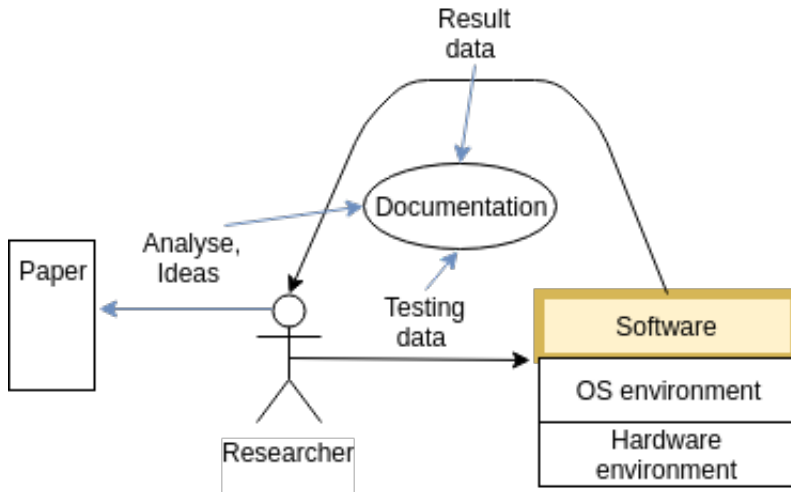 Result
data
Documentation
Analyse,
Ideas
Paper
Testing
data
Software
OS environment
Hardware
environment
Researcher